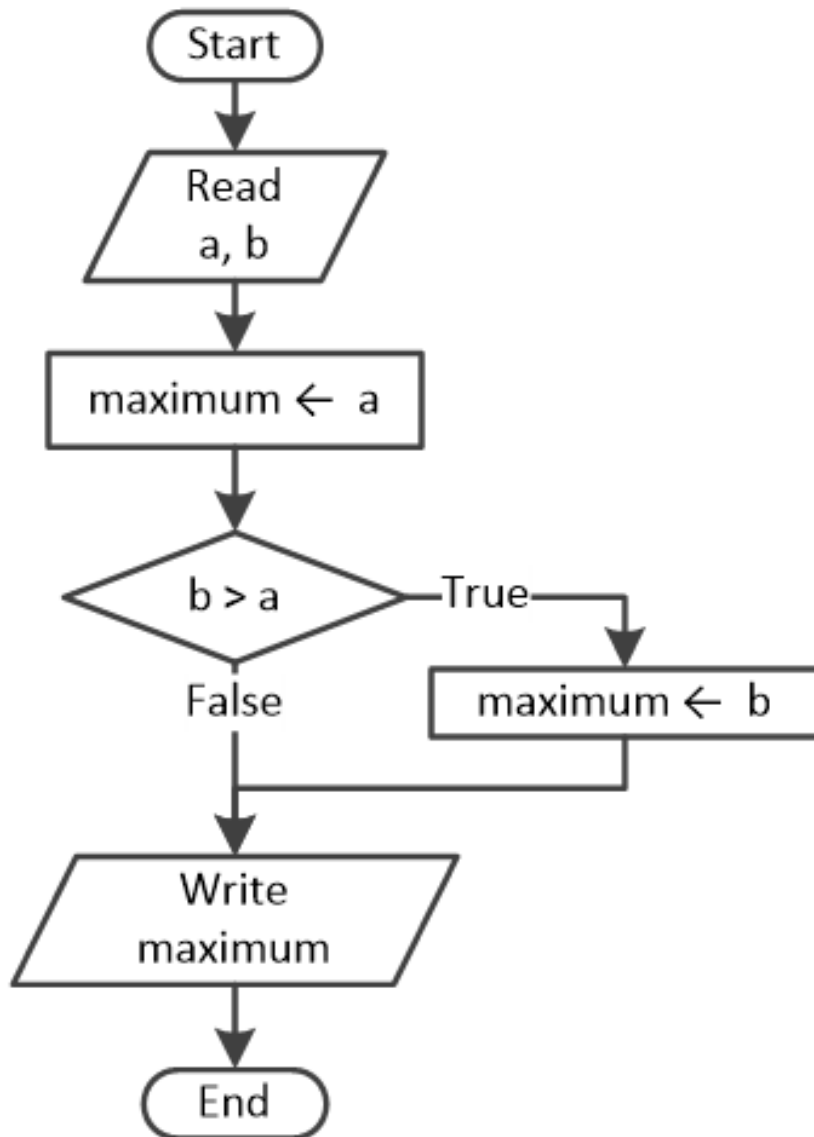 Start
Read
a, b
maximum ← a
b > a
True
False
maximum ← b
Write
maximum
End